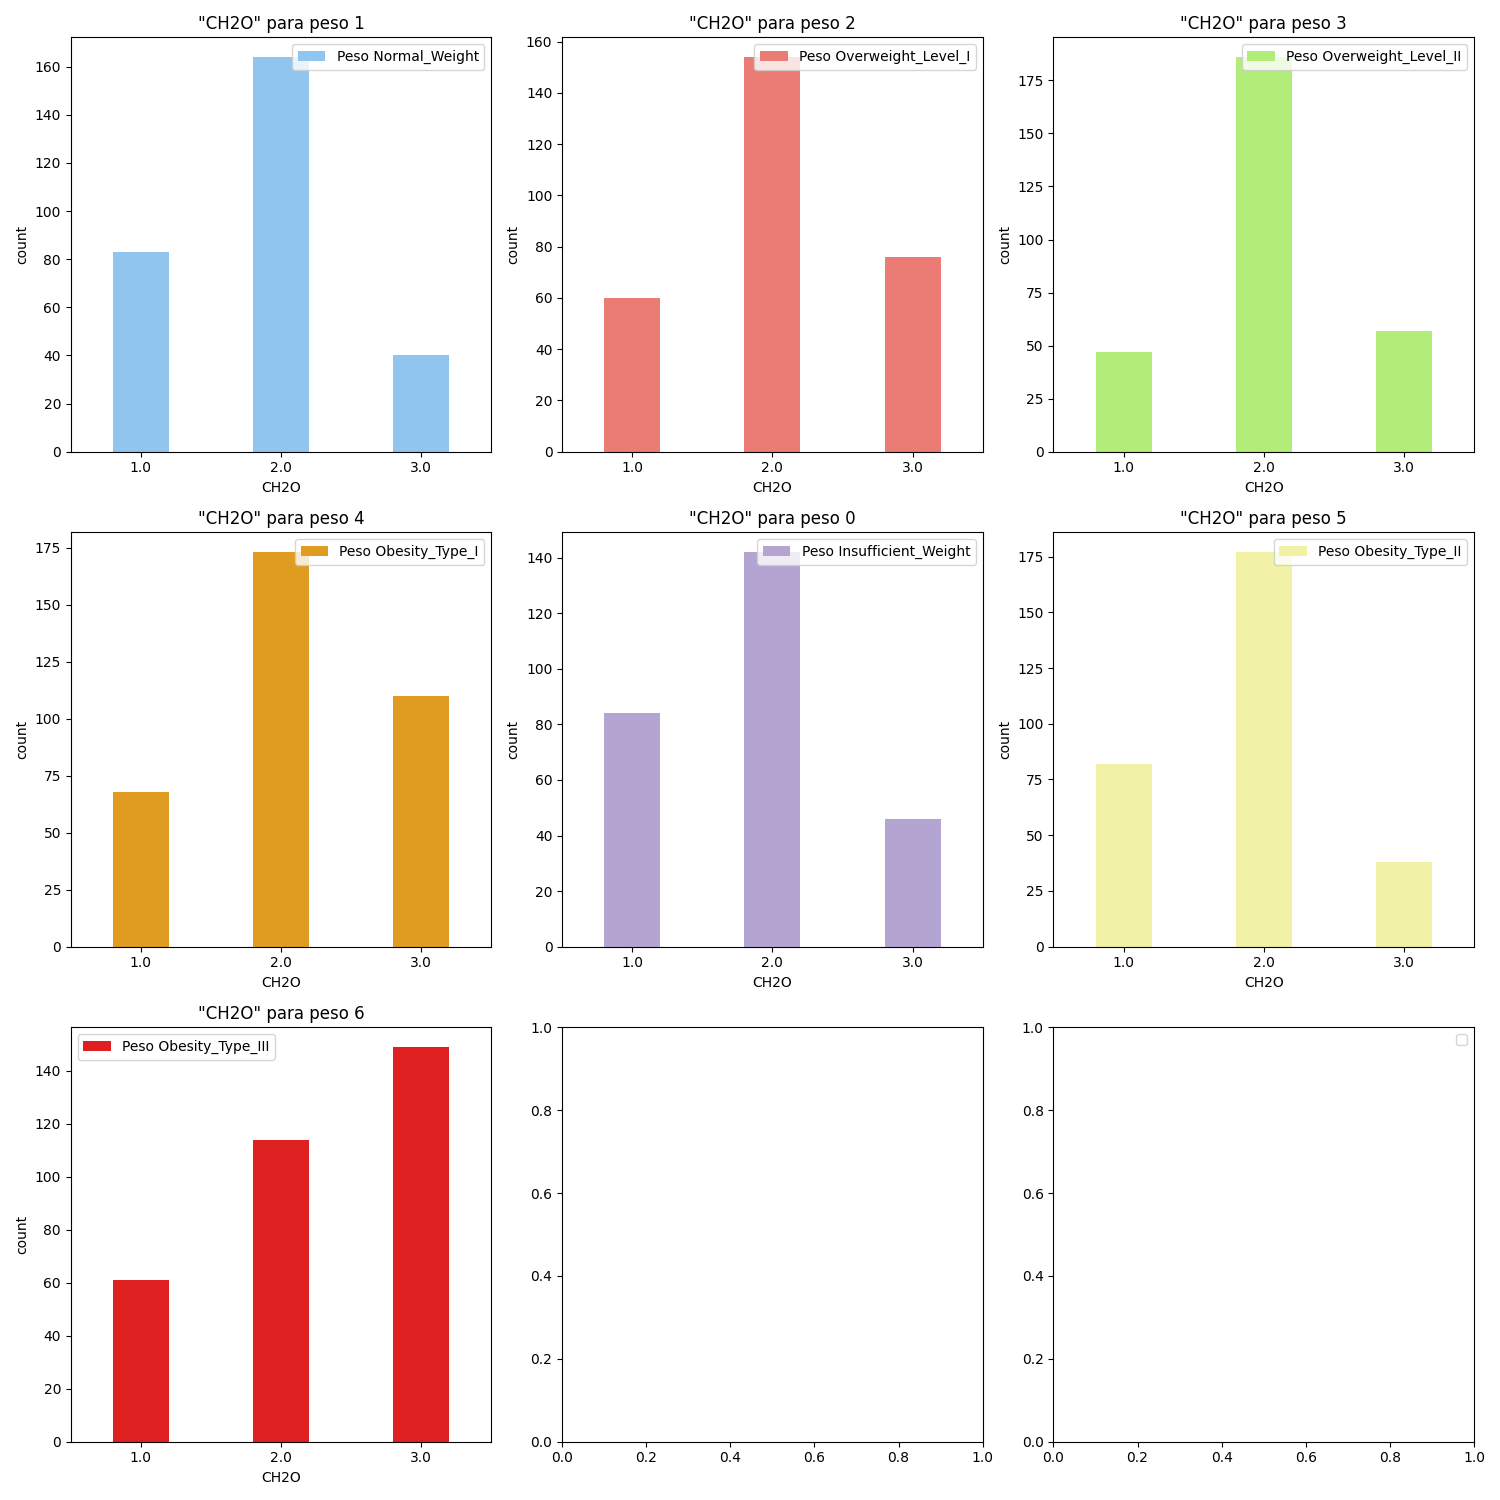 "CH2O" para peso 1
Peso Normal_Weight
count
160
140
120
100
80
60
40
20
0
1.0 2.0 3.0
CH2O
"CH2O" para peso 2
Peso Overweight_Level_I
count
160
140
120
100
80
60
40
20
0
1.0 2.0 3.0
CH2O
"CH2O" para peso 3
Peso Overweight_Level_II
count
175
150
125
100
75
50
25
0
1.0 2.0 3.0
CH2O
"CH2O" para peso 4
Peso Obesity_Type_I
count
175
150
125
100
75
50
25
0
1.0 2.0 3.0
CH2O
"CH2O" para peso 0
Peso Insufficient_Weight
count
140
120
100
80
60
40
20
0
1.0 2.0 3.0
CH2O
"CH2O" para peso 5
Peso Obesity_Type_II
count
175
150
125
100
75
50
25
0
1.0 2.0 3.0
CH2O
"CH2O" para peso 6
Peso Obesity_Type_III
count
140
120
100
80
60
40
20
0
1.0 2.0 3.0
CH2O
1.0
0.8
0.6
0.4
0.2
0.0
0.0 0.2 0.4 0.6 0.8 1.0
1.0
0.8
0.6
0.4
0.2
0.0
0.0 0.2 0.4 0.6 0.8 1.0